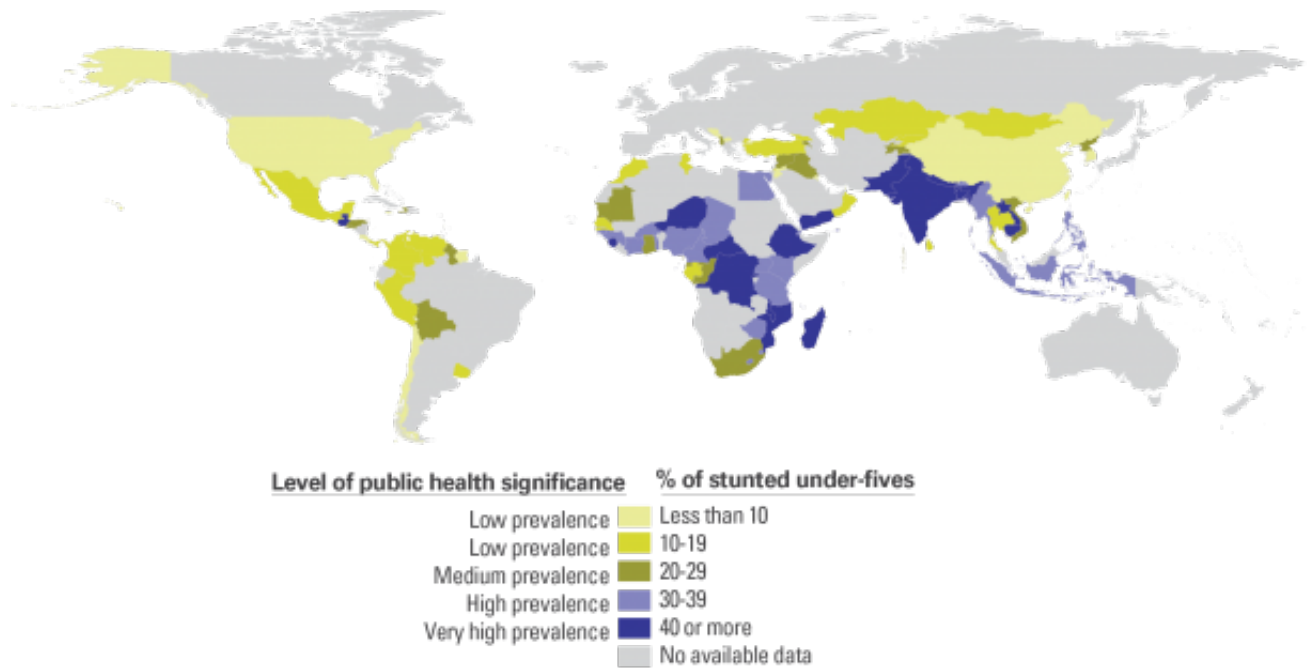 Level of public health significance % of stunted under-fives
Low prevalence Less than 10
Low prevalence 10-19
Medium prevalence 20-29
High prevalence 30-39
Very high prevalence 40 or more
No available data